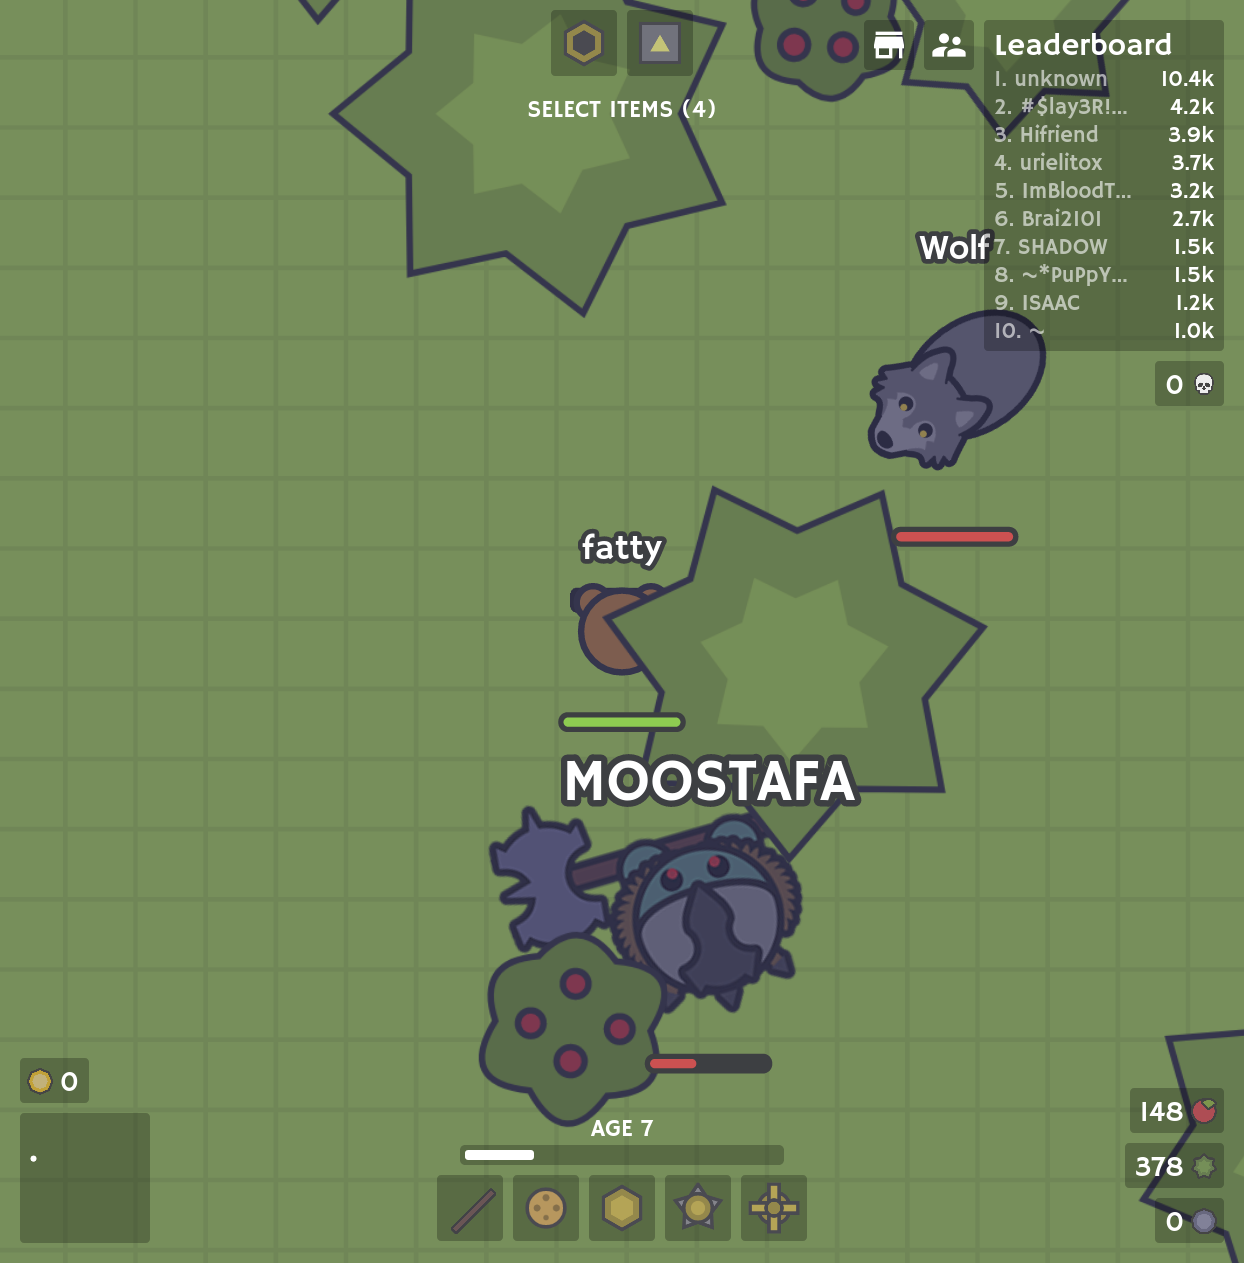 SELECT ITEMS (4)
Leaderboard
1. unknown 10.4k
2. #$lay3R!... 4.2k
3. Hifriend 3.9k
4. urielitox 3.7k
5. ImBloodT... 3.2k
6. Brai2101 2.7k
7. SHADOW 1.5k
8. ~*PuPpY... 1.5k
9. ISAAC 1.2k
10. ~ 1.0k
Wolf
0
fatty
MOOSTAFA
0
148
378
0
AGE 7